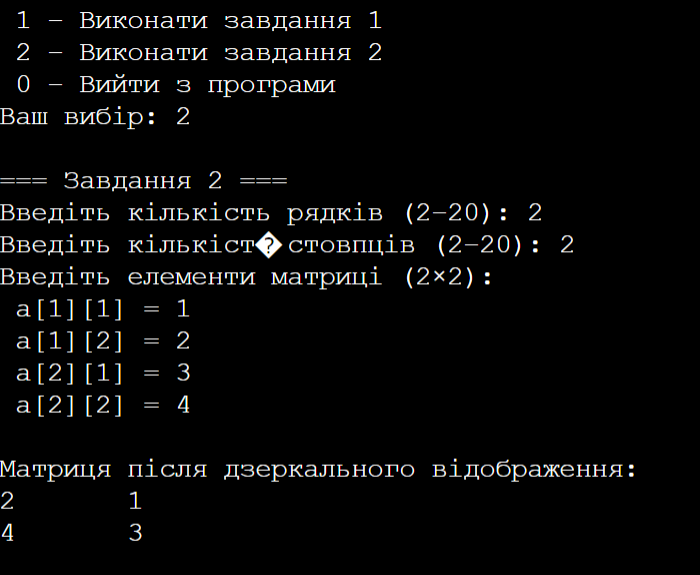 1 – Виконати завдання 1
2 – Виконати завдання 2
0 – Вийти з програми
Ваш вибір: 2
=== Завдання 2 ===
Введіть кількість рядків (2–20): 2
Введіть кількіст�стовпців (2–20): 2
Введіть елементи матриці (2×2):
a[1][1] = 1
a[1][2] = 2
a[2][1] = 3
a[2][2] = 4
Матриця після дзеркального відображення:
2 1
4 3